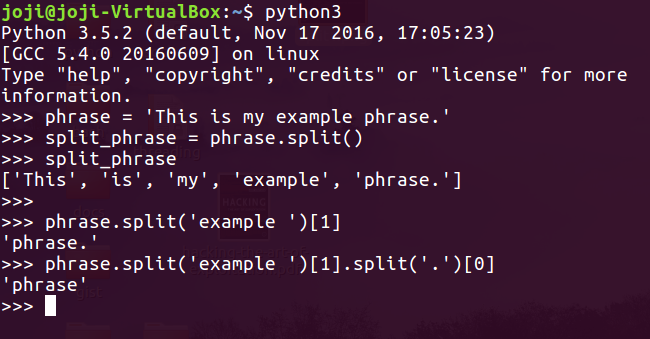 joji@joji-VirtualBox:~$ python3
Python 3.5.2 (default, Nov 17 2016, 17:05:23)
[GCC 5.4.0 20160609] on linux
Type "help", "copyright", "credits" or "license" for more
information.
>>> phrase = 'This is my example phrase.'
>>> split_phrase = phrase.split()
>>> split_phrase
['This', 'is', 'my', 'example', 'phrase.']
>>>
>>> phrase.split('example ')[1]
'phrase.'
>>> phrase.split('example ')[1].split('.')[0]
'phrase'
>>>